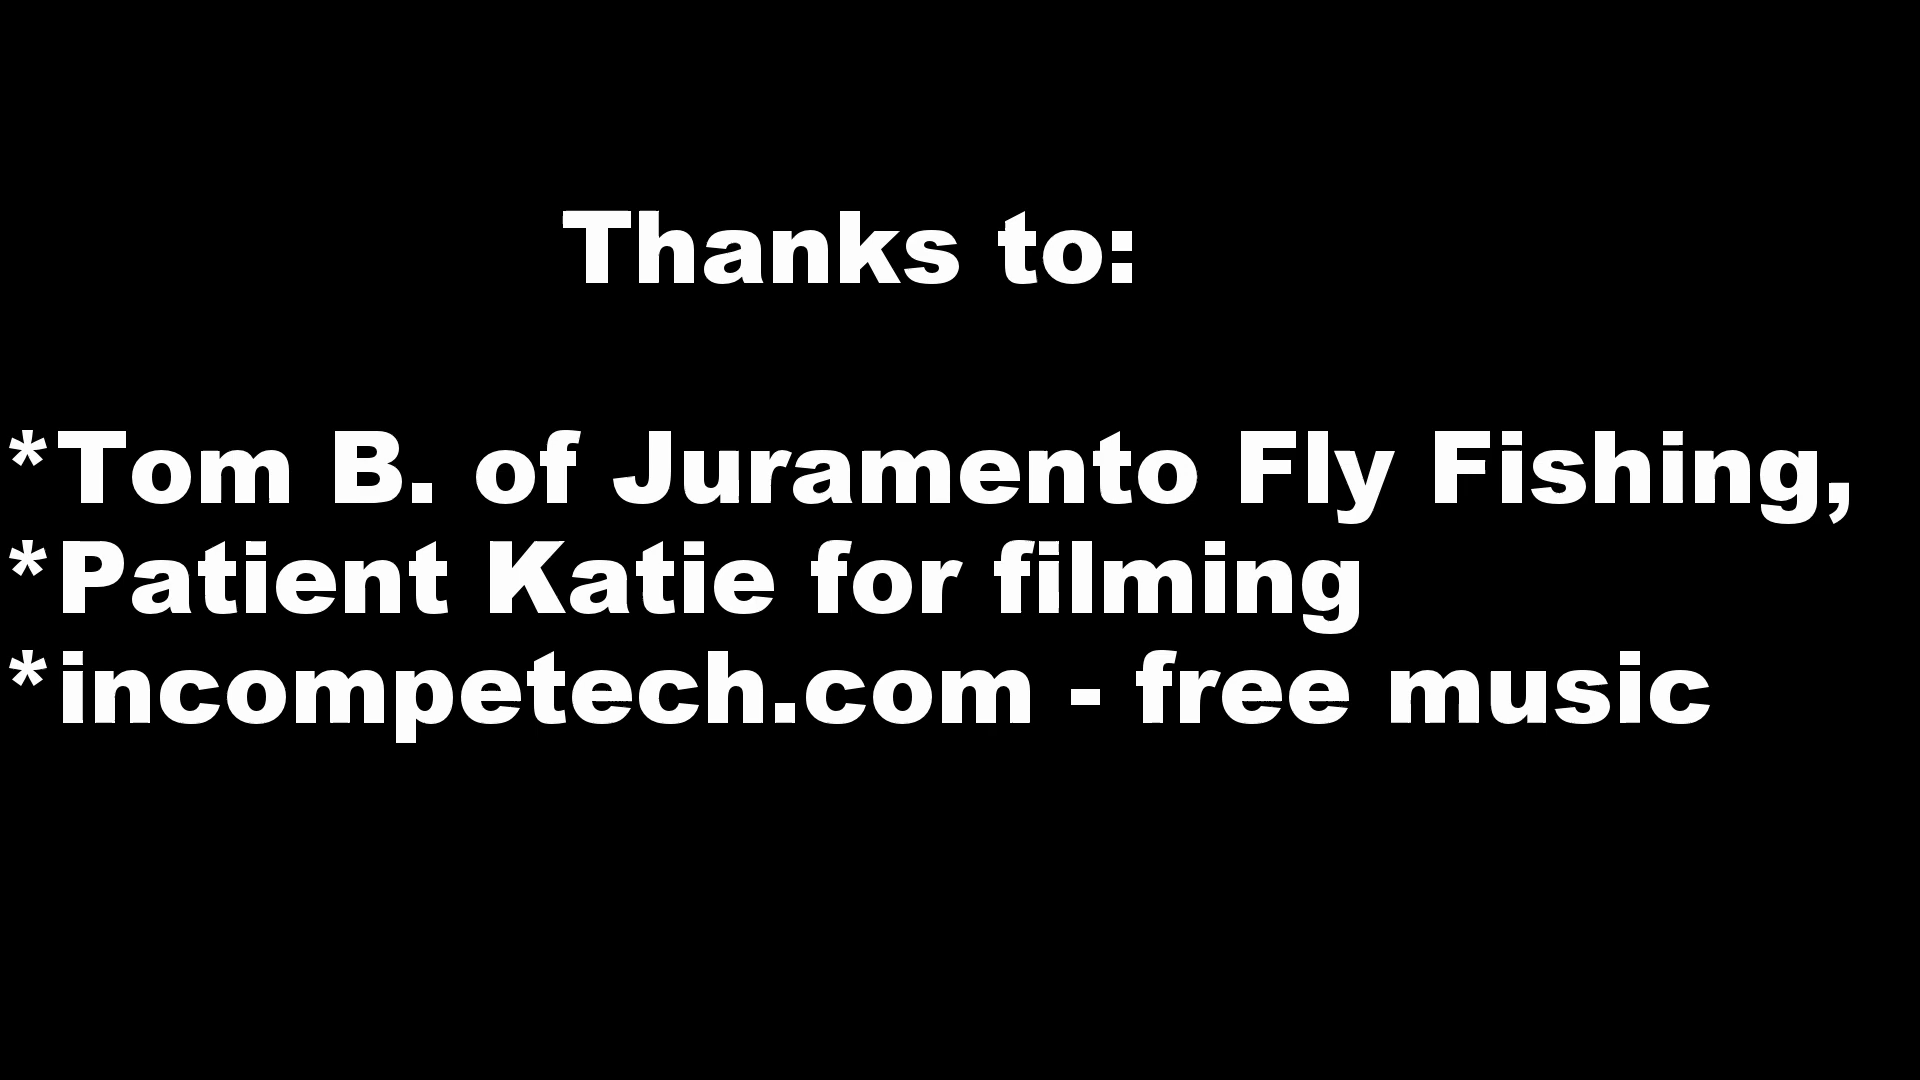 Thanks to:
*Tom B. of Juramento Fly Fishing,
*Patient Katie for filming
*incompetech.com - free music